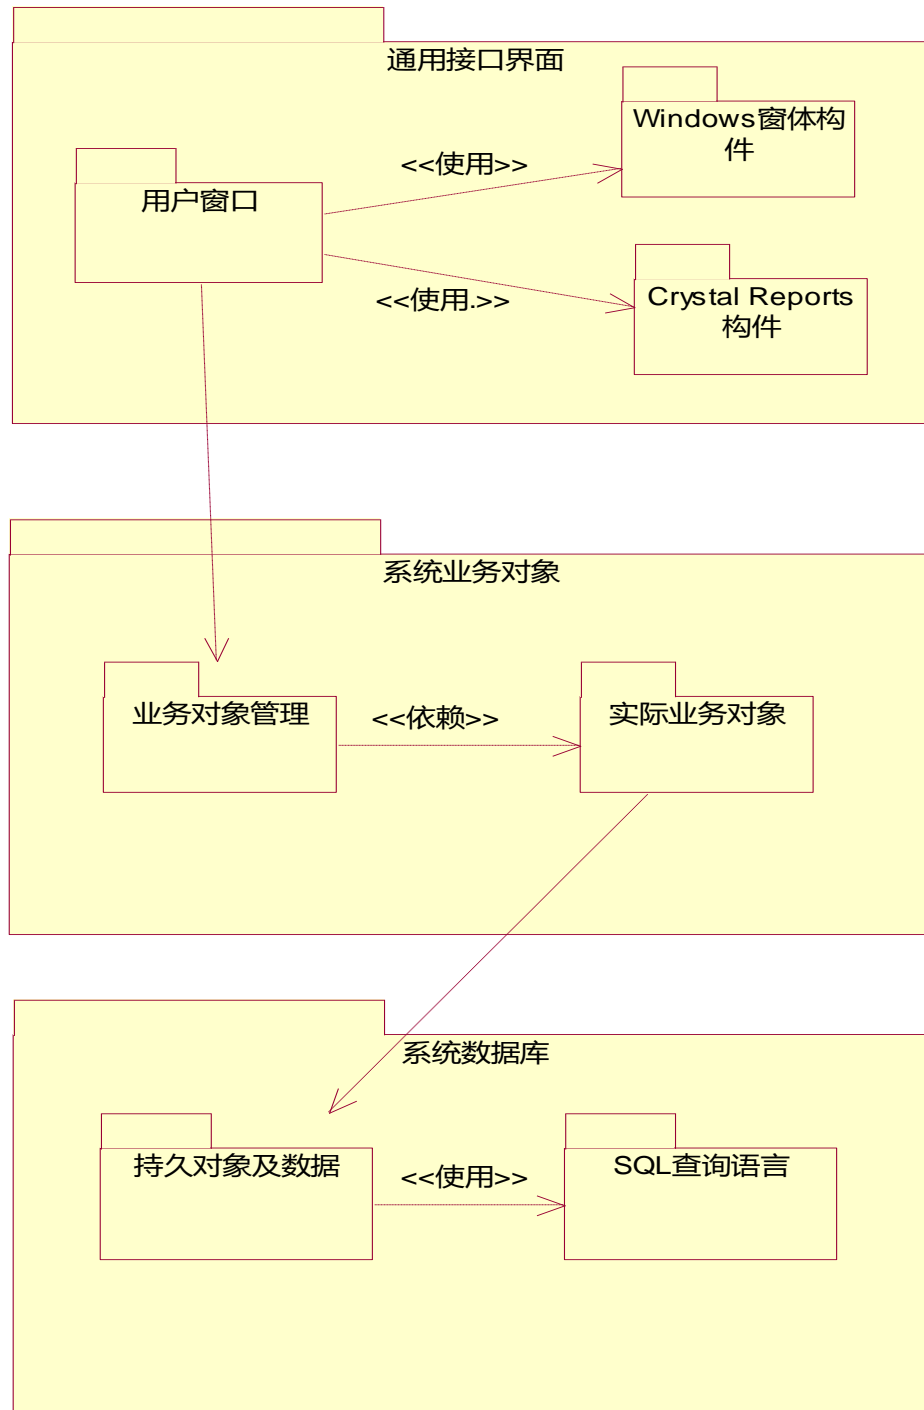 通用接口界面
Windows窗体构
件
<<使用>>
用户窗口
<<使用.>>
Crystal Reports
构件
系统业务对象
业务对象管理
<<依赖>>
实际业务对象
系统数据库
持久对象及数据
<<使用>>
SQL查询语言